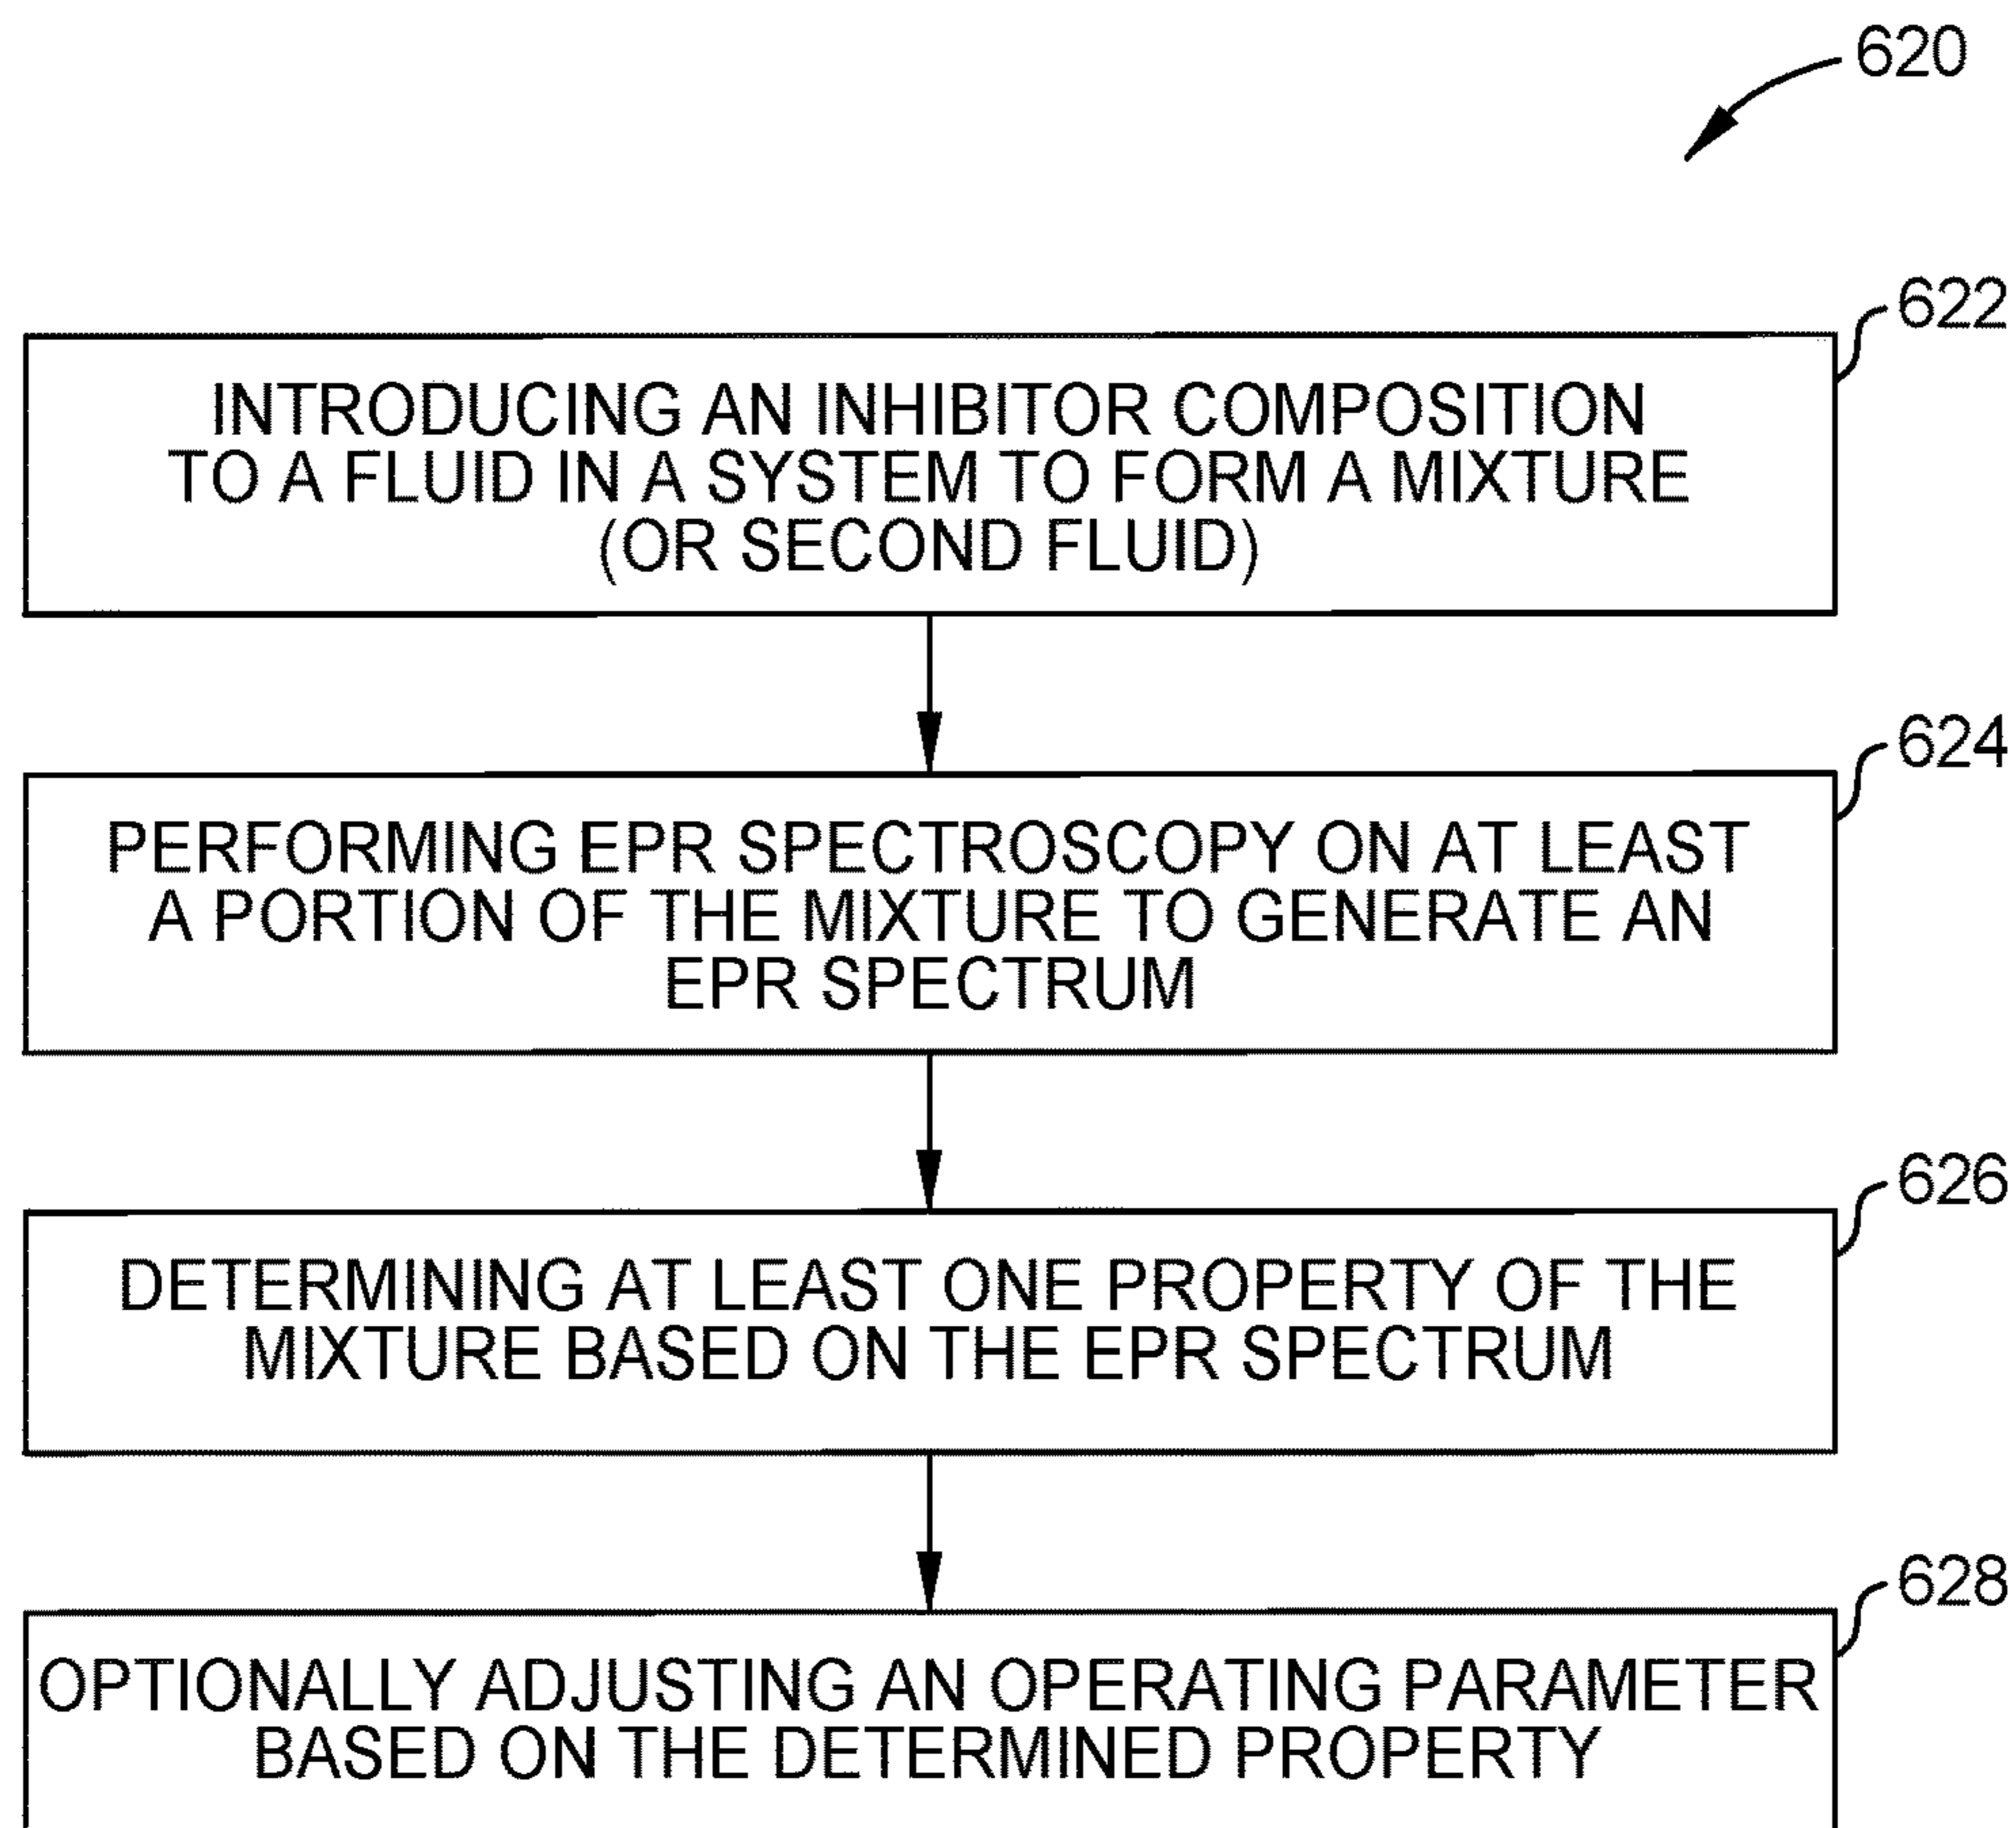 620
622
INTRODUCING AN INHIBITOR COMPOSITION
TO A FLUID IN A SYSTEM TO FORM A MIXTURE
(OR SECOND FLUID)
624
PERFORMING EPR SPECTROSCOPY ON AT LEAST
A PORTION OF THE MIXTURE TO GENERATE AN
EPR SPECTRUM
626
DETERMINING AT LEAST ONE PROPERTY OF THE
MIXTURE BASED ON THE EPR SPECTRUM
628
OPTIONALLY ADJUSTING AN OPERATING PARAMETER
BASED ON THE DETERMINED PROPERTY